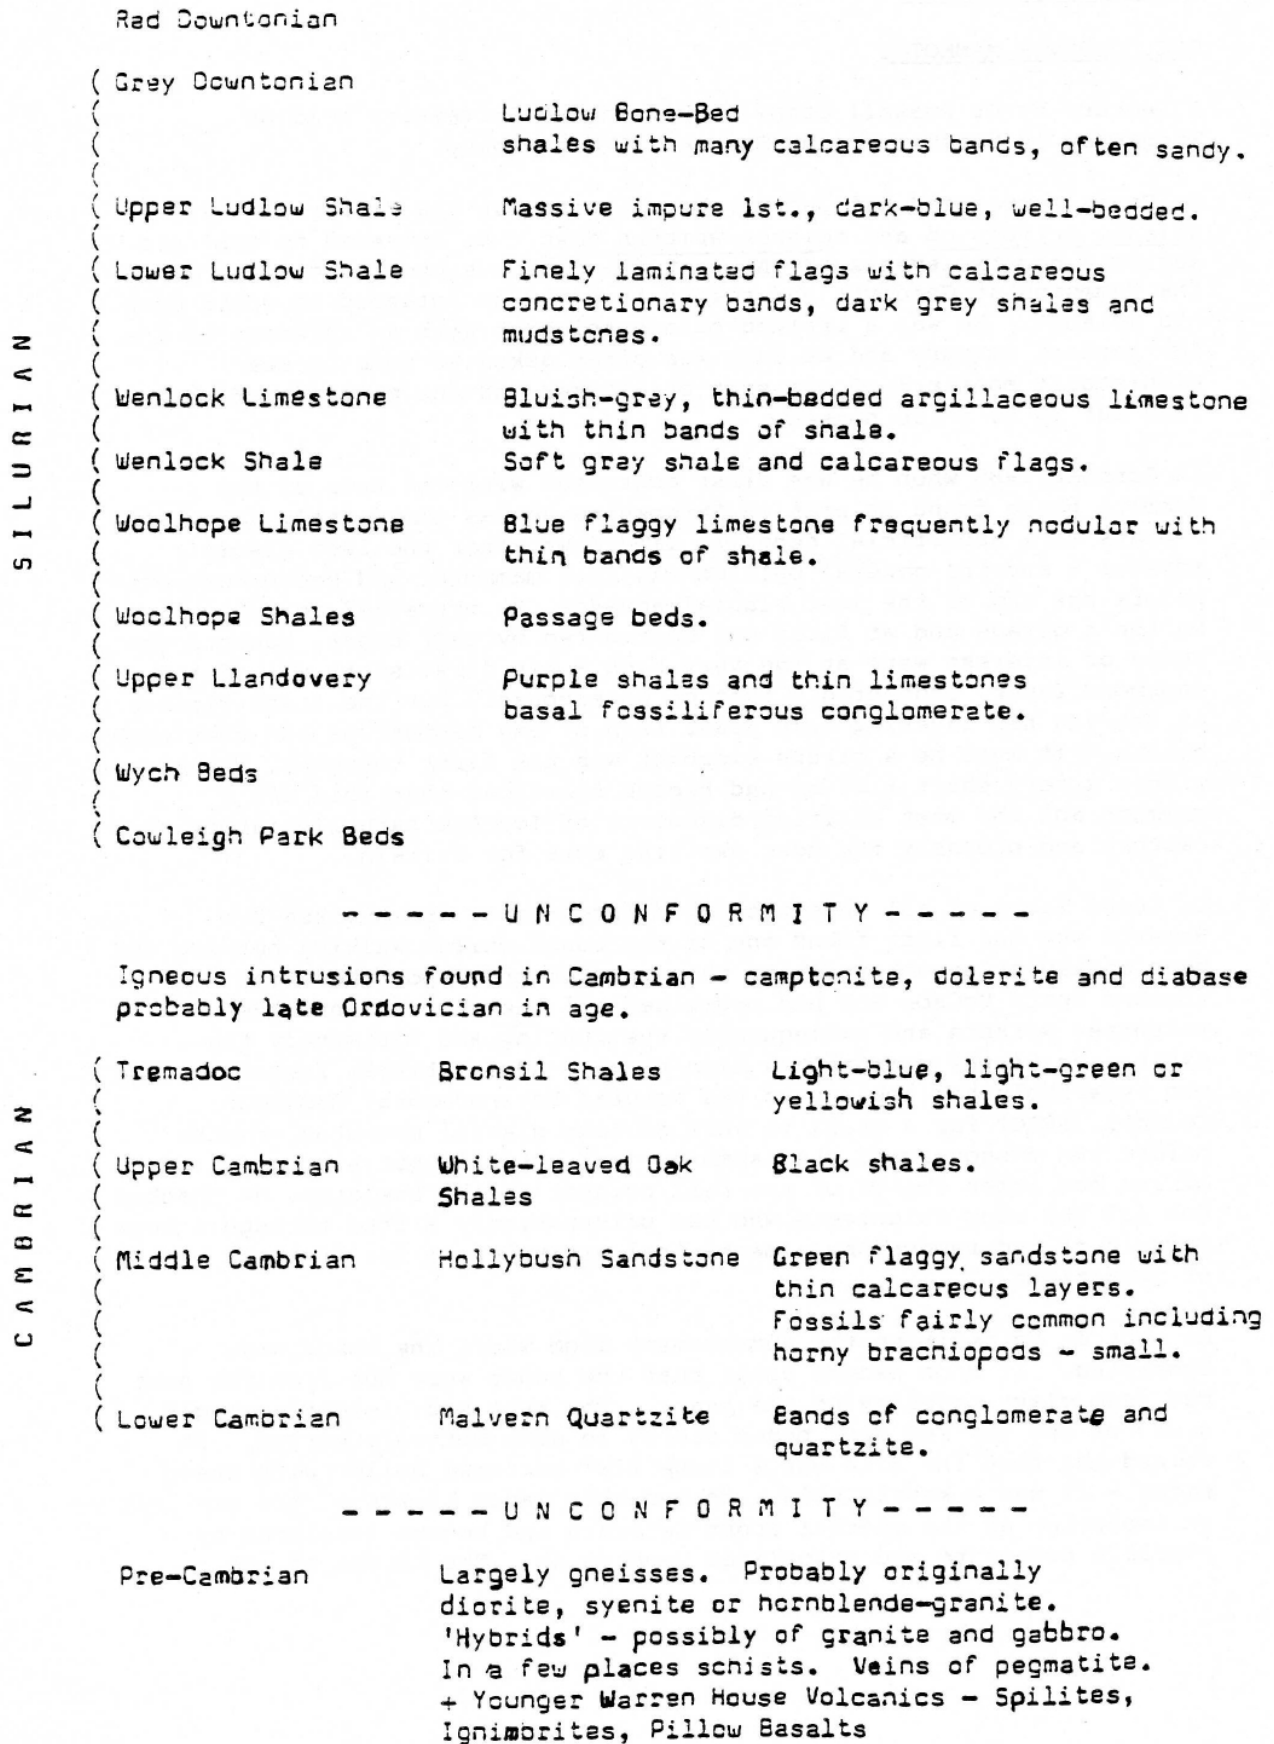 Red Downtonian
( Grey Downtonian
Ludlow Bone-Bed
shales with many calcareous bands, often sandy.
( Upper Ludlow Shale Massive impure lst., dark-blue, well-bedded.
( Lower Ludlow Shale Finely laminated flags with calcareous
concretionary bands, dark grey shales and
mudstones.
SILURIAN
( Wenlock Limestone Bluish-grey, thin-bedded argillaceous limestone
with thin bands of shale.
( Wenlock Shale Soft grey shale and calcareous flags.
( Woolhope Limestone Blue flaggy limestone frequently nodular with
thin bands of shale.
( Woolhope Shales Passage beds.
( Upper Llandovery Purple shales and thin limestones
basal fossiliferous conglomerate.
( Wych Beds
( Cowleigh Park Beds
-----UNCONFORMITY-----
Igneous intrusions found in Cambrian - camptonite, dolerite and diabase
probably late Ordovician in age.
( Tremadoc Bronsil Shales Light-blue, light-green or
yellowish shales.
CAMBRIAN
( Upper Cambrian White-leaved Oak Black shales.
Shales
( Middle Cambrian Hollybush Sandstone Green flaggy sandstone with
thin calcareous layers.
Fossils fairly common including
horny brachiopods - small.
( Lower Cambrian Malvern Quartzite Bands of conglomerate and
quartzite.
-----UNCONFORMITY-----
Pre-Cambrian Largely gneisses. Probably originally
diorite, syenite or hornblende-granite.
'Hybrids' - possibly of granite and gabbro.
In a few places schists. Veins of pegmatite.
+ Younger Warren House Volcanics - Spilites,
Ignimbrites, Pillow Basalts